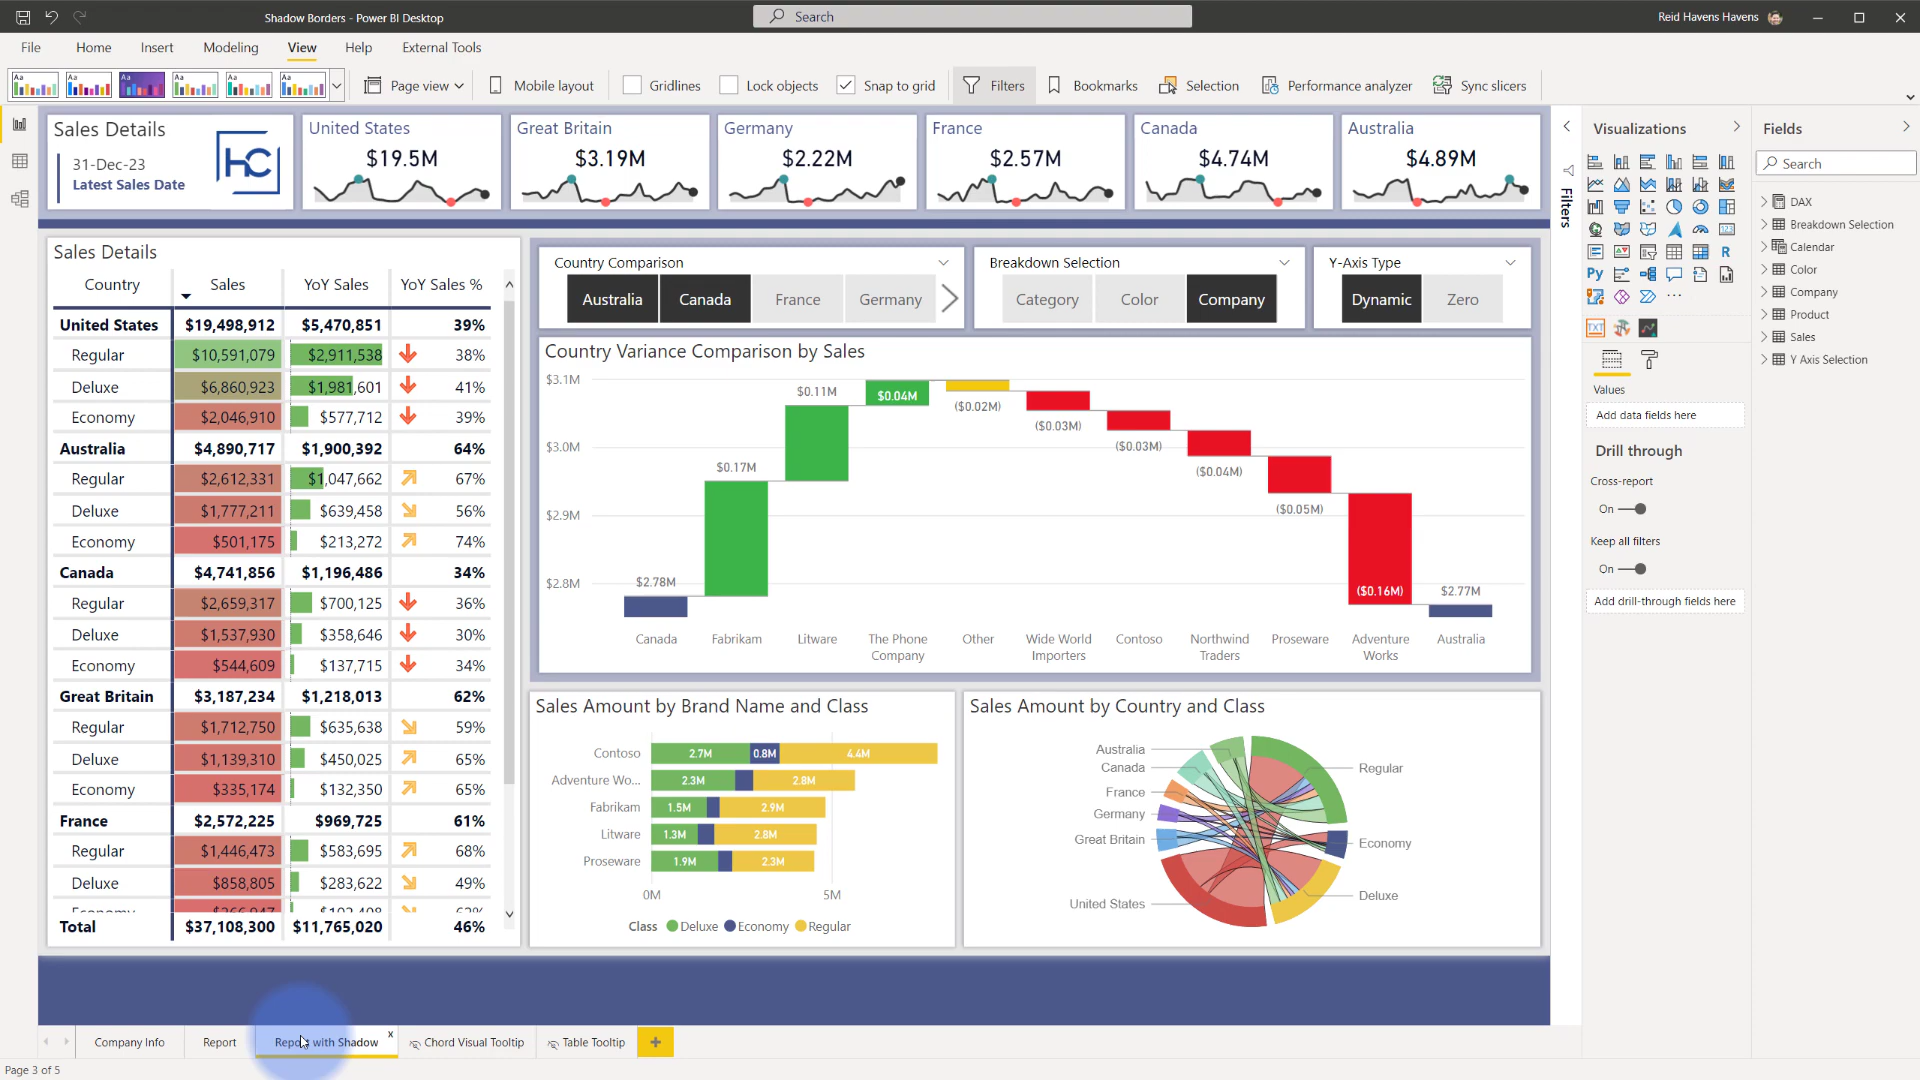 Shadow Borders - Power BI Desktop
Search
Reid Havens Havens
File Home Insert Modeling View Help External Tools
Aa Aa Aa Aa Aa Aa
Page view
Mobile layout
Gridlines
Lock objects
Snap to grid
Filters
Bookmarks
Selection
Performance analyzer
Sync slicers
Sales Details
31-Dec-23
Latest Sales Date
HC
United States
$19.5M
Great Britain
$3.19M
Germany
$2.22M
France
$2.57M
Canada
$4.74M
Australia
$4.89M
Sales Details
Country Sales YoY Sales YoY Sales %
United States $19,498,912 $5,470,851 39%
Regular $10,591,079 $2,911,538 38%
Deluxe $6,860,923 $1,981,601 41%
Economy $2,046,910 $577,712 39%
Australia $4,890,717 $1,900,392 64%
Regular $2,612,331 $1,047,662 67%
Deluxe $1,777,211 $639,458 56%
Economy $501,175 $213,272 74%
Canada $4,741,856 $1,196,486 34%
Regular $2,659,317 $700,125 36%
Deluxe $1,537,930 $358,646 30%
Economy $544,609 $137,715 34%
Great Britain $3,187,234 $1,218,013 62%
Regular $1,712,750 $635,638 59%
Deluxe $1,139,310 $450,025 65%
Economy $335,174 $132,350 65%
France $2,572,225 $969,725 61%
Regular $1,446,473 $583,695 68%
Deluxe $858,805 $283,622 49%
Total $37,108,300 $11,765,020 46%
Country Comparison
Australia Canada France Germany
Breakdown Selection
Category Color Company
Y-Axis Type
Dynamic Zero
Country Variance Comparison by Sales
$3.1M
$3.0M
$2.9M
$2.8M
$2.78M
$0.17M
$0.11M
$0.04M
($0.02M)
($0.03M)
($0.03M)
($0.04M)
($0.05M)
($0.16M)
$2.77M
Canada Fabrikam Litware The Phone Other Wide World Contoso Northwind Proseware Adventure Australia
Company Importers Traders Works
Sales Amount by Brand Name and Class
Contoso 2.7M 0.8M 4.4M
Adventure Wo... 2.3M 2.8M
Fabrikam 1.5M 2.9M
Litware 1.3M 2.8M
Proseware 1.9M 2.3M
0M 5M
Class Deluxe Economy Regular
Sales Amount by Country and Class
Australia
Canada
France
Germany
Great Britain
United States
Regular
Economy
Deluxe
Filters
Visualizations
R
Py
123
TXT
Values
Add data fields here
Drill through
Cross-report
On
Keep all filters
On
Add drill-through fields here
Fields
Search
DAX
Breakdown Selection
Calendar
Color
Company
Product
Sales
Y Axis Selection
Company Info
Report
Report with Shadow
x
Chord Visual Tooltip
Table Tooltip
+
Page 3 of 5